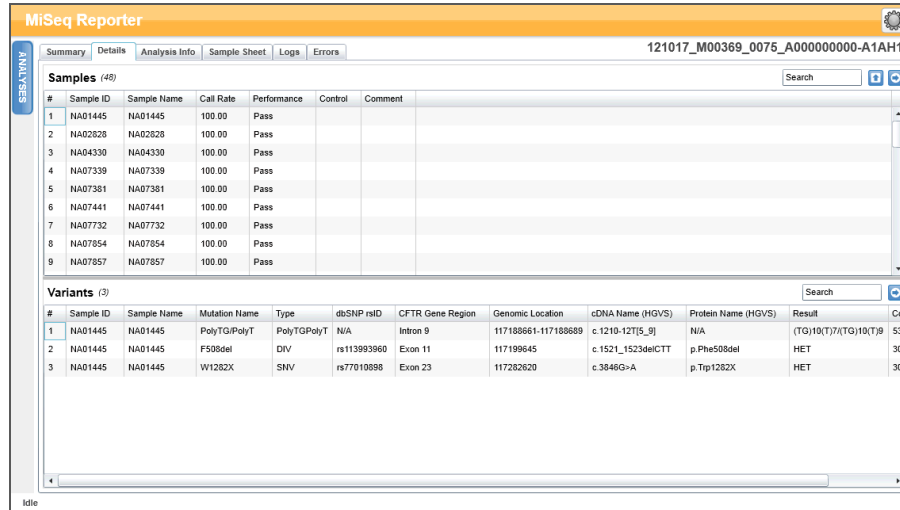 MiSeq Reporter
ANALYSES
Summary Details Analysis Info Sample Sheet Logs Errors 121017_M00369_0075_A000000000-A1AH1
Samples (48) Search
# Sample ID Sample Name Call Rate Performance Control Comment
1 NA01445 NA01445 100.00 Pass
2 NA02828 NA02828 100.00 Pass
3 NA04330 NA04330 100.00 Pass
4 NA07339 NA07339 100.00 Pass
5 NA07381 NA07381 100.00 Pass
6 NA07441 NA07441 100.00 Pass
7 NA07732 NA07732 100.00 Pass
8 NA07854 NA07854 100.00 Pass
9 NA07857 NA07857 100.00 Pass
Variants (3) Search
# Sample ID Sample Name Mutation Name Type dbSNP rsID CFTR Gene Region Genomic Location cDNA Name (HGVS) Protein Name (HGVS) Result
1 NA01445 NA01445 PolyTG/PolyT PolyTGPolyT N/A Intron 9 117188661-117188689 c.1210-12T[5_9] N/A (TG)10(T)7/(TG)10(T)9
2 NA01445 NA01445 F508del DIV rs113993960 Exon 11 117199645 c.1521_1523delCTT p.Phe508del HET
3 NA01445 NA01445 W1282X SNV rs77010898 Exon 23 117282620 c.3846G>A p.Trp1282X HET
Idle